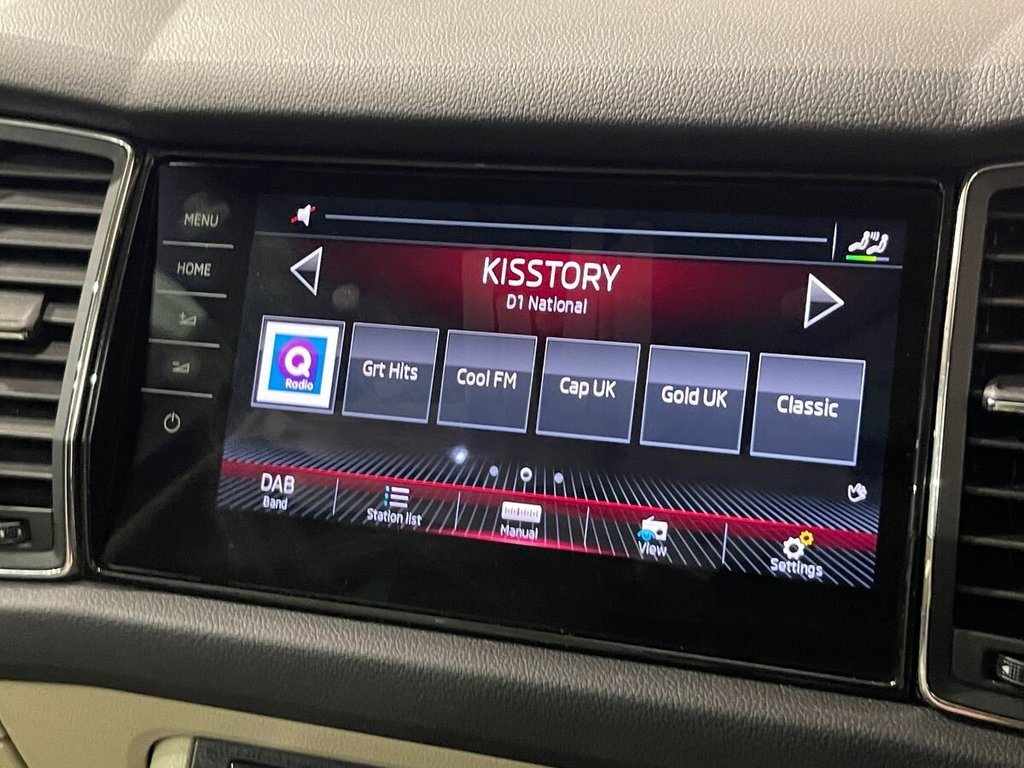 MENU
HOME
KISSTORY
D1 National
Q
Radio
Grt Hits
Cool FM
Cap UK
Gold UK
Classic
DAB
Band
Station list
Manual
View
Settings